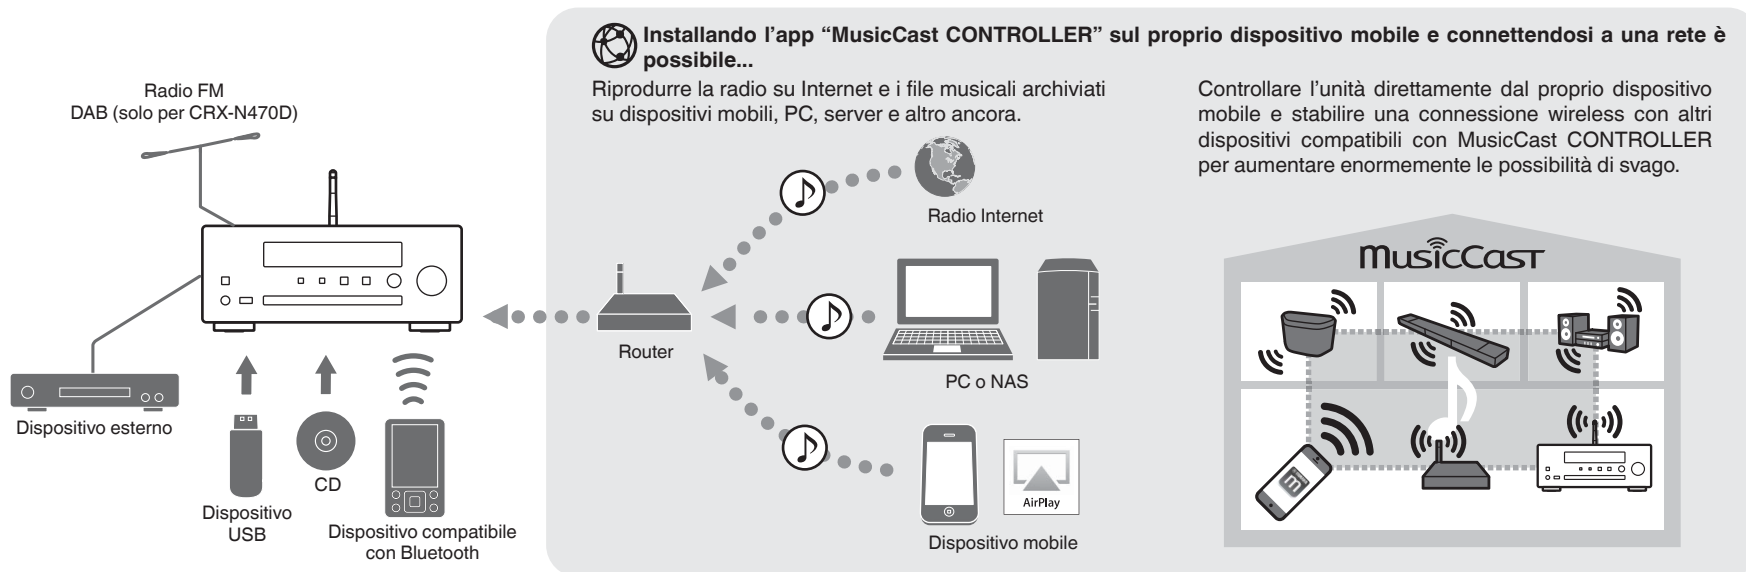 Radio FM
DAB (solo per CRX-N470D)
Dispositivo esterno
Dispositivo
USB
CD
Dispositivo compatibile
con Bluetooth
Installando l’app “MusicCast CONTROLLER” sul proprio dispositivo mobile e connettendosi a una rete è
possibile...
Riprodurre la radio su Internet e i file musicali archiviati
su dispositivi mobili, PC, server e altro ancora.
Radio Internet
Router
PC o NAS
AirPlay
Dispositivo mobile
Controllare l’unità direttamente dal proprio dispositivo
mobile e stabilire una connessione wireless con altri
dispositivi compatibili con MusicCast CONTROLLER
per aumentare enormemente le possibilità di svago.
MusicCast
m